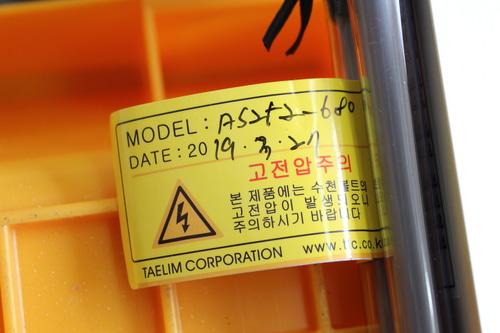 MODEL: AS2F2-680
DATE: 2019.3.27
고전압주의
본 제품에는 수천볼트의
고전압이 발생되오니
주의하시기 바랍니다
TAELIM CORPORATION